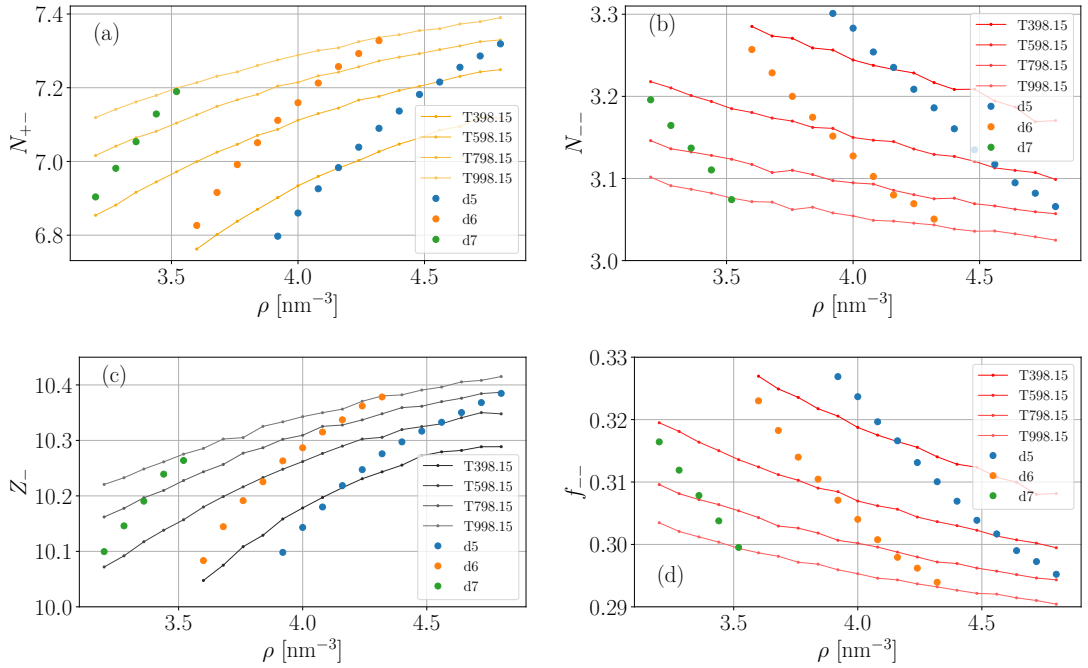 (a)
7.4
7.2
7.0
6.8
N+−
3.5
4.0
4.5
ρ [nm⁻³]
T398.15
T598.15
T798.15
T998.15
d5
d6
d7
(b)
3.3
3.2
3.1
3.0
N−−
3.5
4.0
4.5
ρ [nm⁻³]
T398.15
T598.15
T798.15
T998.15
d5
d6
d7
(c)
10.4
10.3
10.2
10.1
10.0
Z−
3.5
4.0
4.5
ρ [nm⁻³]
T398.15
T598.15
T798.15
T998.15
d5
d6
d7
0.33
0.32
0.31
0.30
0.29
f−−
3.5
4.0
4.5
ρ [nm⁻³]
T398.15
T598.15
T798.15
T998.15
d5
d6
d7
(d)